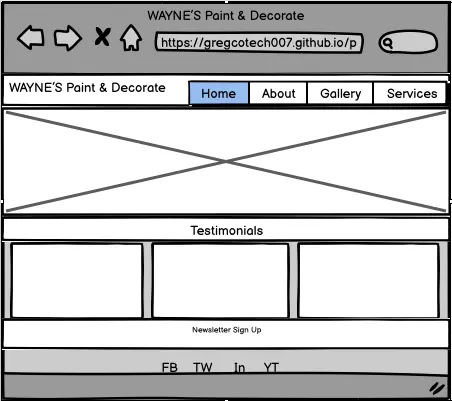 WAYNE'S Paint & Decorate
https://gregcotech007.github.io/p
WAYNE'S Paint & Decorate
Home About Gallery Services
Testimonials
Newsletter Sign Up
FB TW In YT